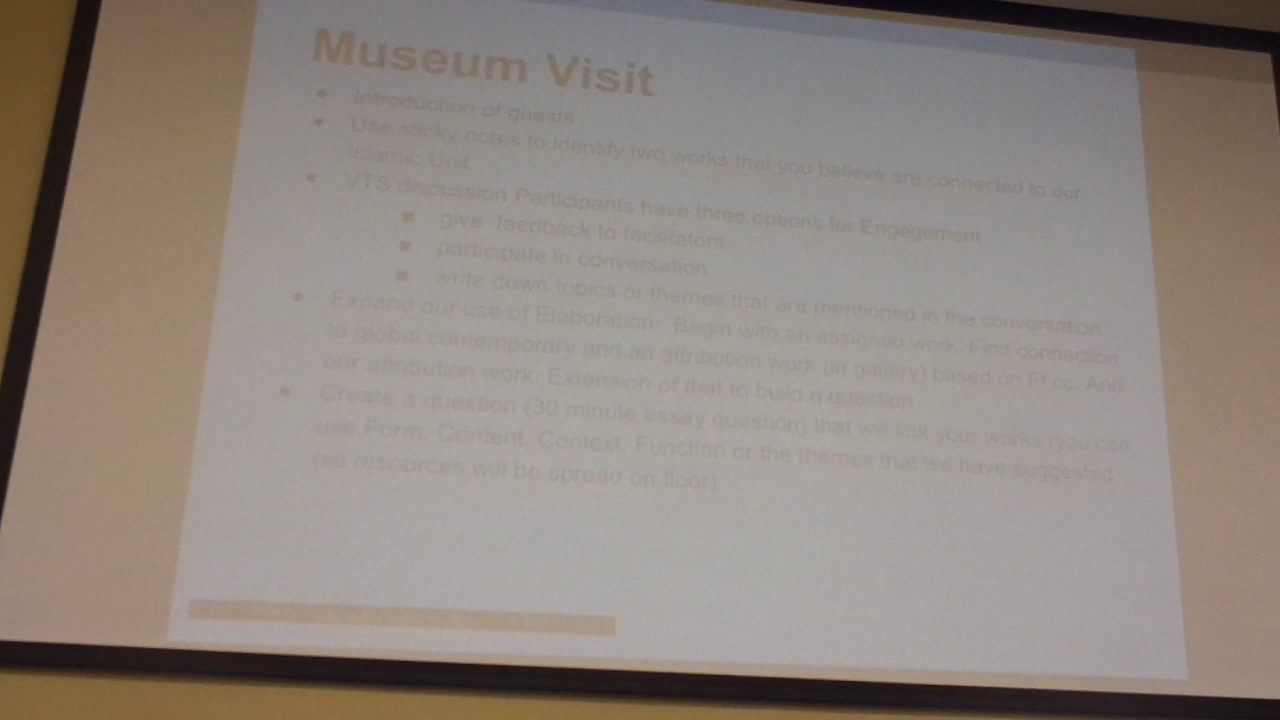 Museum Visit
Introduction of guests
Use sticky notes to identify two works that you believe are connected to our
Islamic Unit
VTS discussion Participants have three options for Engagement
give feedback to facilitators
participate in conversation
write down topics or themes that are mentioned in the conversation
Expand our use of Elaboration: Begin with an assigned work. Find connection
to global contemporary and an attribution work (in gallery) based on And
our attribution work: Extension of that to build a question
Create a question (30 minute essay question) that will link your works (you can
use Form, Content, Context, Function or the themes that we have suggested
(all resources will be spread on floor)